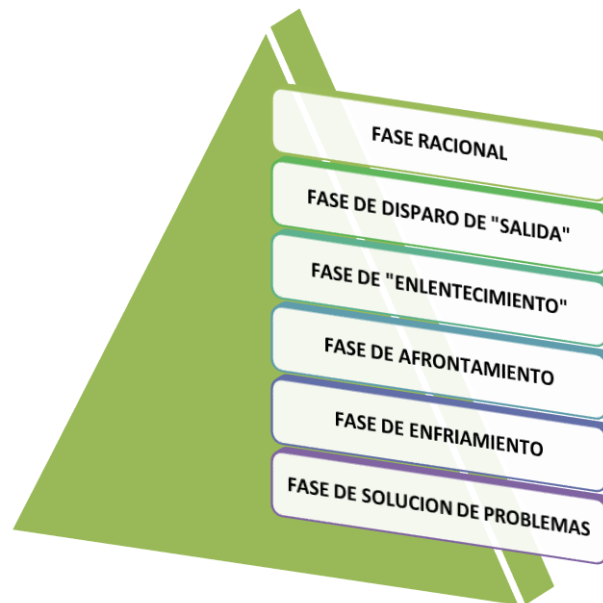 FASE RACIONAL
FASE DE DISPARO DE "SALIDA"
FASE DE "ENLENTECIMIENTO"
FASE DE AFRONTAMIENTO
FASE DE ENFRIAMIENTO
FASE DE SOLUCION DE PROBLEMAS